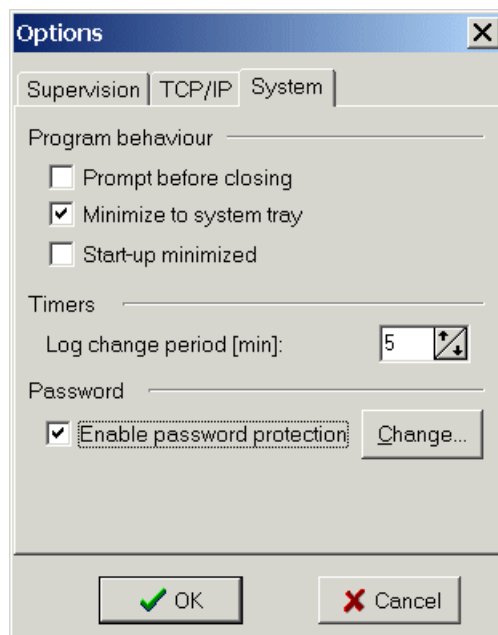 Options
Supervision TCP/IP System
Program behaviour
Prompt before closing
Minimize to system tray
Start-up minimized
Timers
Log change period [min]: 5
Password
Enable password protection Change...
OK Cancel